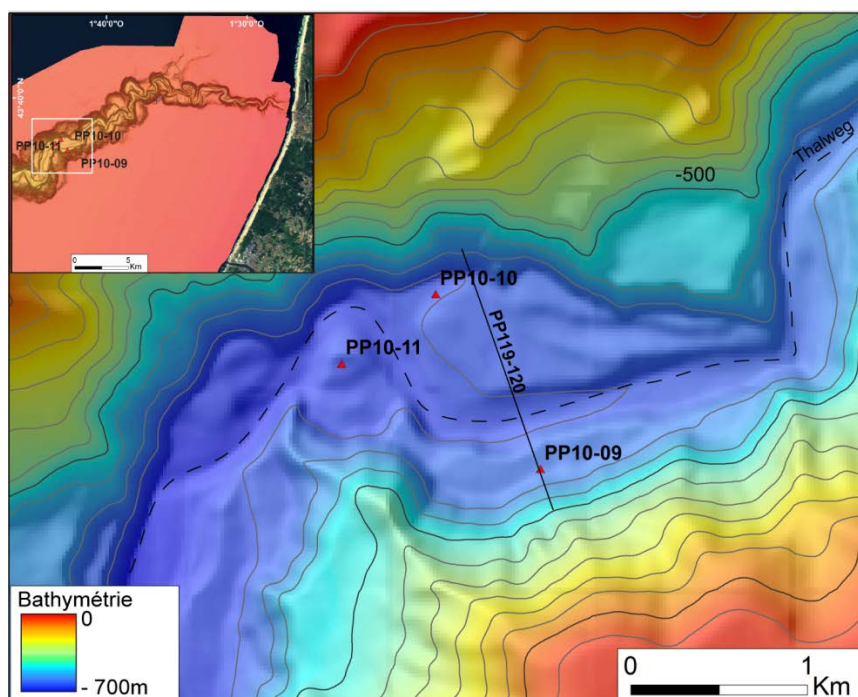 1°40'0"O
1°30'0"O
43°40'0"N
PP10-11
PP10-10
PP10-09
0
5
Km
Thalweg
-500
PP10-10
PP119-120
PP10-11
PP10-09
Bathymétrie
0
- 700m
0
1
Km